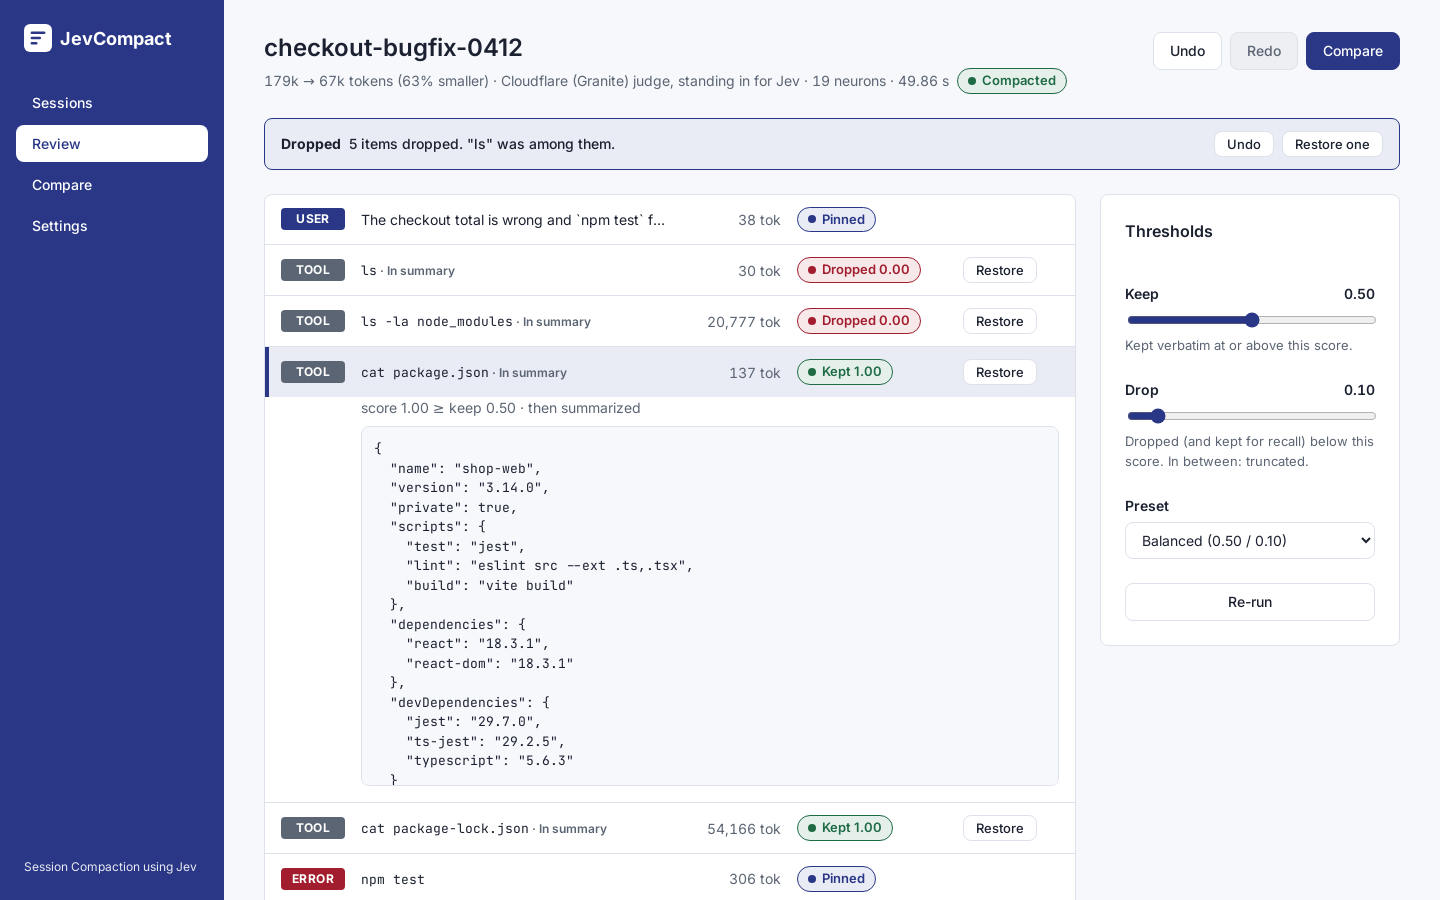 JevCompact
Sessions
Review
Compare
Settings
Session Compaction using Jev
checkout-bugfix-0412
179k → 67k tokens (63% smaller) · Cloudflare (Granite) judge, standing in for Jev · 19 neurons · 49.86 s
Compacted
Undo
Redo
Compare
Dropped 5 items dropped. "ls" was among them.
Undo
Restore one
USER The checkout total is wrong and `npm test` f... 38 tok Pinned
TOOL ls · In summary 30 tok Dropped 0.00 Restore
TOOL ls -la node_modules · In summary 20,777 tok Dropped 0.00 Restore
TOOL cat package.json · In summary 137 tok Kept 1.00 Restore
score 1.00 ≥ keep 0.50 · then summarized
{
  "name": "shop-web",
  "version": "3.14.0",
  "private": true,
  "scripts": {
    "test": "jest",
    "lint": "eslint src --ext .ts,.tsx",
    "build": "vite build"
  },
  "dependencies": {
    "react": "18.3.1",
    "react-dom": "18.3.1"
  },
  "devDependencies": {
    "jest": "29.7.0",
    "ts-jest": "29.2.5",
    "typescript": "5.6.3"
  }
TOOL cat package-lock.json · In summary 54,166 tok Kept 1.00 Restore
ERROR npm test 306 tok Pinned
Thresholds
Keep 0.50
Kept verbatim at or above this score.
Drop 0.10
Dropped (and kept for recall) below this
score. In between: truncated.
Preset
Balanced (0.50 / 0.10)
Re-run